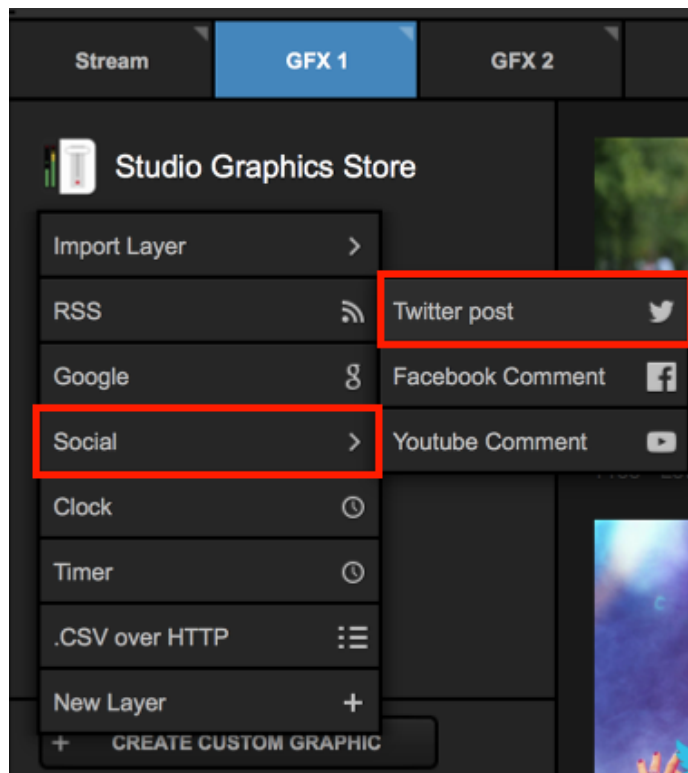 Stream GFX 1 GFX 2
Studio Graphics Store
Import Layer
RSS
Google
Social
Clock
Timer
.CSV over HTTP
New Layer
Twitter post
Facebook Comment
Youtube Comment
CREATE CUSTOM GRAPHIC